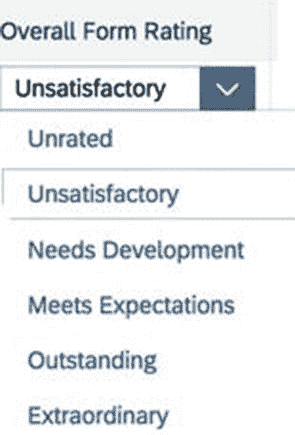 Overall Form Rating
Unsatisfactory
Unrated
Unsatisfactory
Needs Development
Meets Expectations
Outstanding
Extraordinary